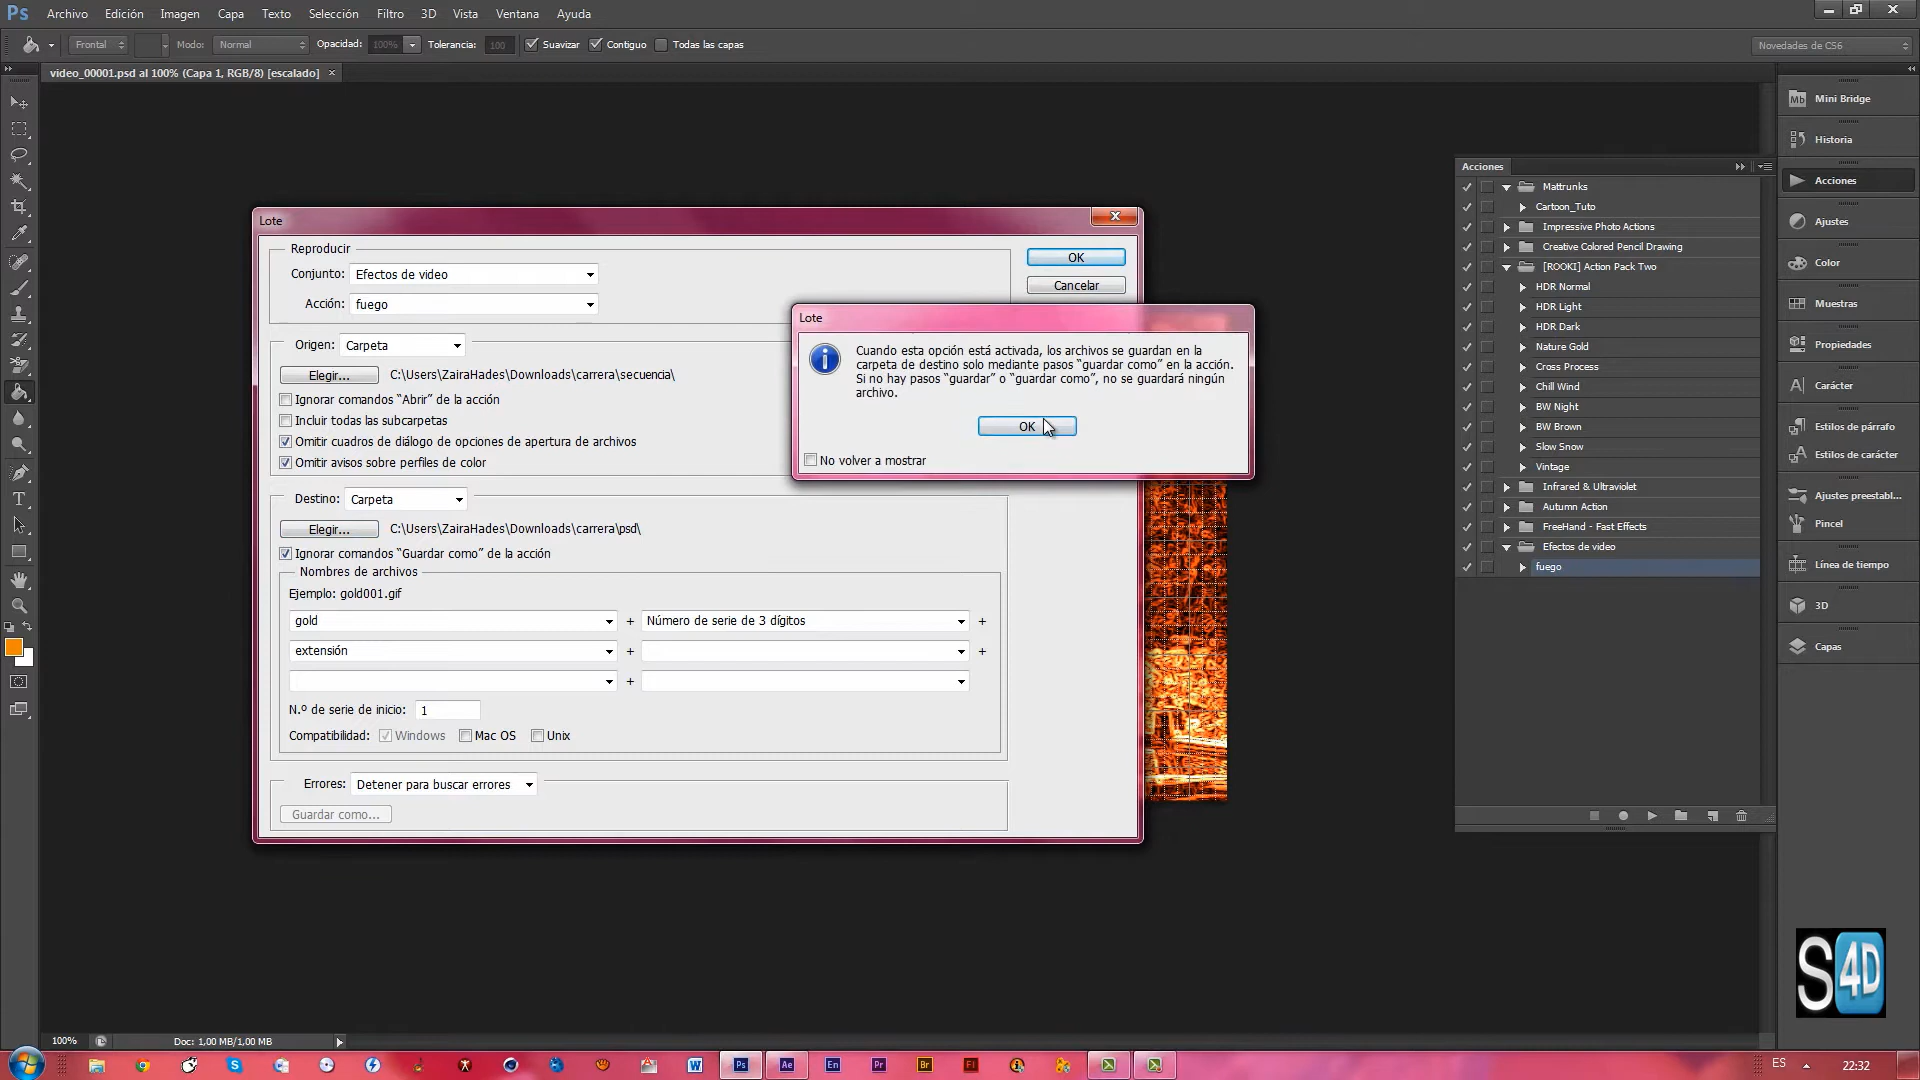 Ps Archivo Edición Imagen Capa Texto Selección Filtro 3D Vista Ventana Ayuda
Frontal Modo: Normal Opacidad: 100% Tolerancia: 100 Suavizar Contiguo Todas las capas Novedades de CS6
video_00001.psd al 100% (Capa 1, RGB/8) [escalado] ×
Lote
Reproducir
Conjunto: Efectos de video
Acción: fuego
OK
Cancelar
Origen: Carpeta
Elegir... C:\Users\ZairaHades\Downloads\carrera\secuencia\
Ignorar comandos “Abrir” de la acción
Incluir todas las subcarpetas
Omitir cuadros de diálogo de opciones de apertura de archivos
Omitir avisos sobre perfiles de color
Destino: Carpeta
Elegir... C:\Users\ZairaHades\Downloads\carrera\psd\
Ignorar comandos “Guardar como” de la acción
Nombres de archivos
Ejemplo: gold001.gif
gold + Número de serie de 3 dígitos +
extensión + +
+
N.º de serie de inicio: 1
Compatibilidad: Windows Mac OS Unix
Errores: Detener para buscar errores
Guardar como...
Lote
Cuando esta opción está activada, los archivos se guardan en la
carpeta de destino solo mediante pasos “guardar como” en la acción.
Si no hay pasos “guardar” o “guardar como”, no se guardará ningún
archivo.
OK
No volver a mostrar
Acciones
Mattrunks
Cartoon_Tuto
Impressive Photo Actions
Creative Colored Pencil Drawing
[ROOKI] Action Pack Two
HDR Normal
HDR Light
HDR Dark
Nature Gold
Cross Process
Chill Wind
BW Night
BW Brown
Slow Snow
Vintage
Infrared & Ultraviolet
Autumn Action
FreeHand - Fast Effects
Efectos de video
fuego
Mb Mini Bridge
Historia
Acciones
Ajustes
Color
Muestras
Propiedades
Carácter
Estilos de párrafo
Estilos de carácter
Ajustes preestabl...
Pincel
Línea de tiempo
3D
Capas
S4D
100% Doc: 1,00 MB/1,00 MB
Ps Ae En Pr Br Fl
ES 22:32